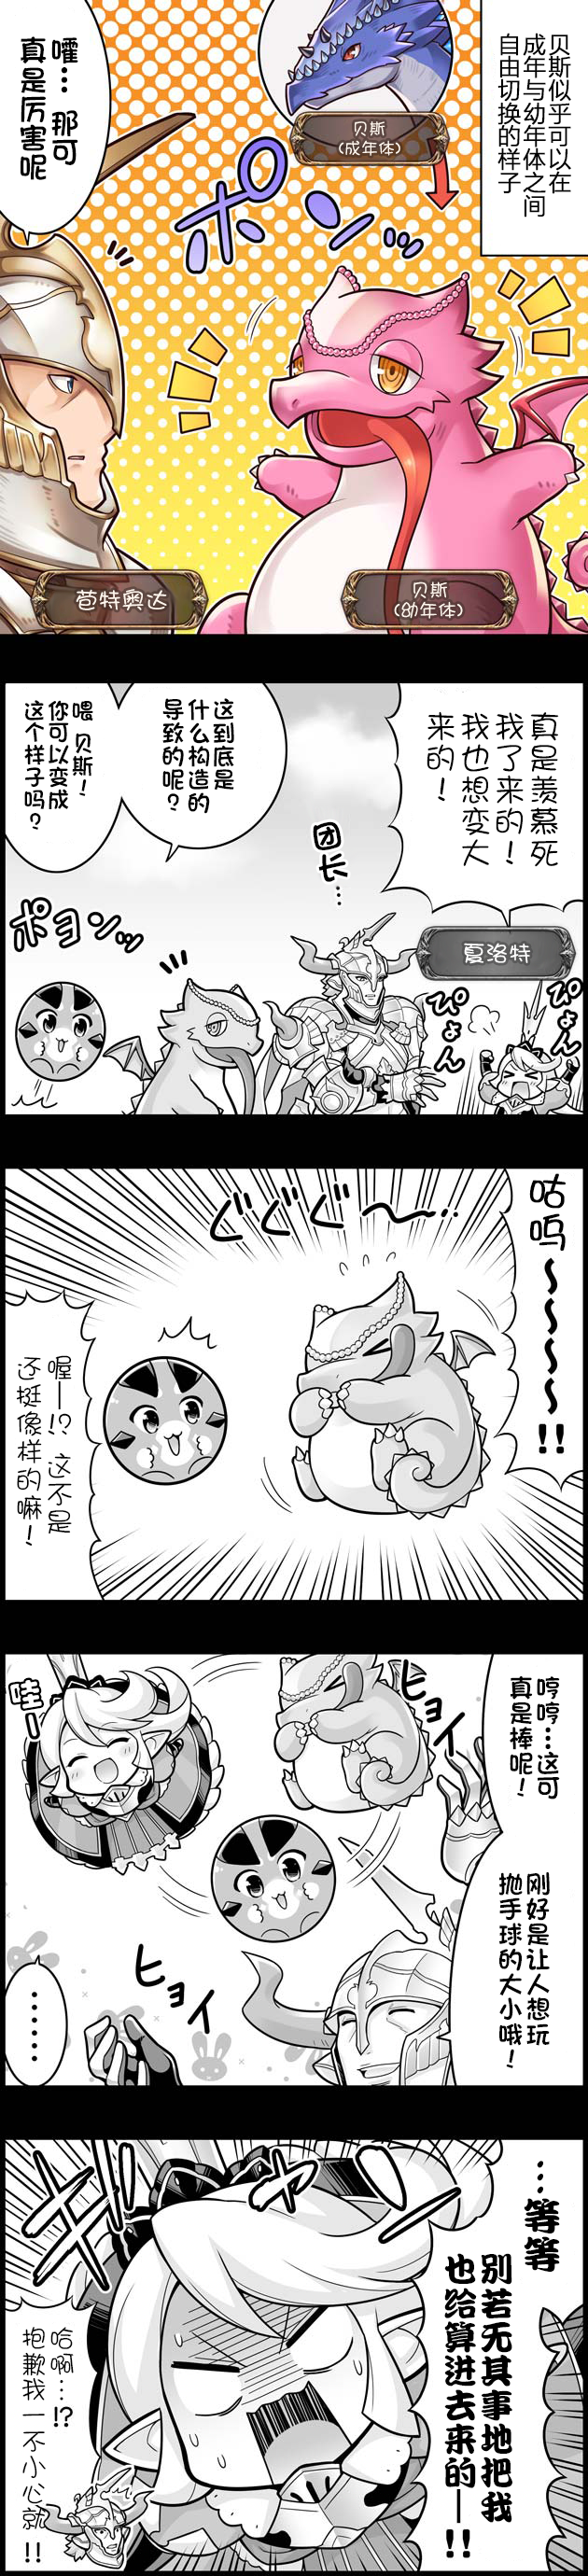 贝斯似乎可以在
成年与幼年体之间
自由切换的样子
嚯… 那可
真是厉害呢
贝斯
(成年体)
ポンッ
苞特奥达
贝斯
(幼年体)
真是羡慕死
我了来的！
我也想变大
来的！
夏洛特
ぴょん
ぴょん
团长…
这到底是
什么构造的
导致的呢？
喂 贝斯！
你可以变成
这个样子吗？
ポヨンッ
咕呜～～～～～!!
ぐぐぐ～…
喔—!? 这不是
还挺像样的嘛！
哼哼…这可
真是棒呢！
刚好是让人想玩
抛手球的大小哦！
ヒョイ
哇—
ヒョイ
………
…等等
别若无其事地把我
也给算进去来的—!!
ギャーッ
哈啊…!?
抱歉我一不小心就!!